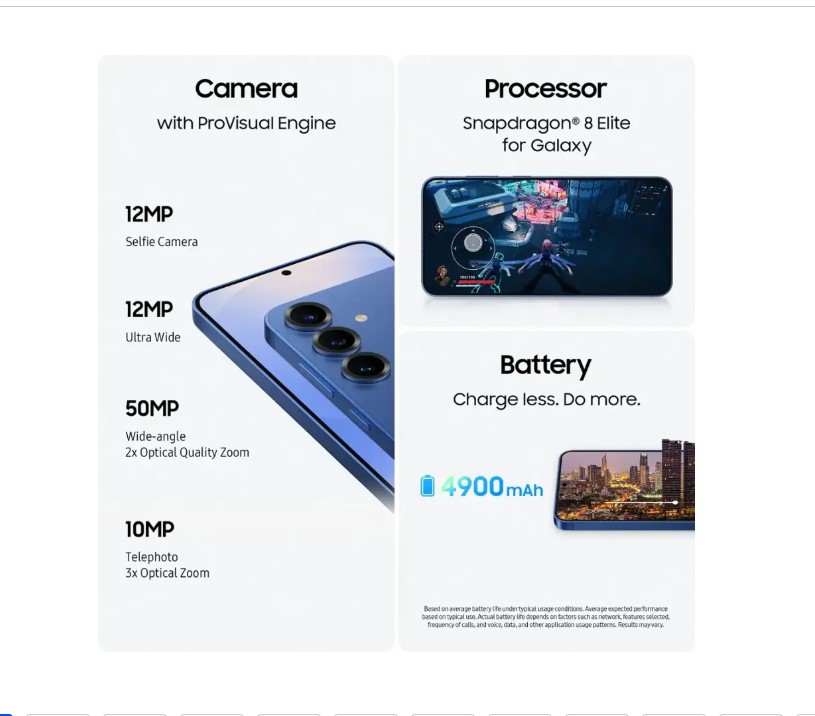 Camera
with ProVisual Engine
12MP
Selfie Camera
12MP
Ultra Wide
50MP
Wide-angle
2x Optical Quality Zoom
10MP
Telephoto
3x Optical Zoom
Processor
Snapdragon® 8 Elite
for Galaxy
Battery
Charge less. Do more.
4900 mAh
Based on average battery life under typical usage conditions. Average expected performance
based on typical use. Actual battery life depends on factors such as network, features selected,
frequency of calls, and voice, data, and other application usage patterns. Results may vary.